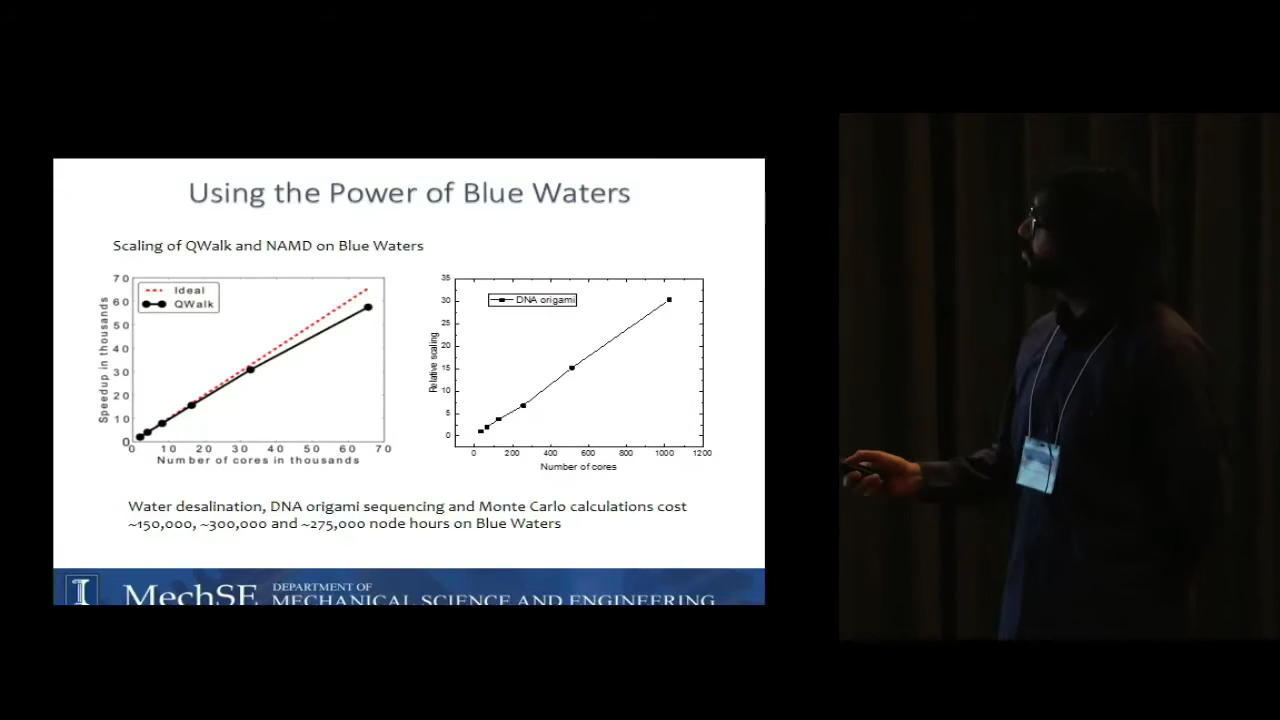 Using the Power of Blue Waters
Scaling of QWalk and NAMD on Blue Waters
70
60
50
40
30
20
10
0
Speedup in thousands
Ideal
QWalk
0 10 20 30 40 50 60 70
Number of cores in thousands
35
30
25
20
15
10
5
0
Relative scaling
DNA origami
0 200 400 600 800 1000 1200
Number of cores
Water desalination, DNA origami sequencing and Monte Carlo calculations cost
~150,000, ~300,000 and ~275,000 node hours on Blue Waters
I
MechSE
DEPARTMENT OF
MECHANICAL SCIENCE AND ENGINEERING